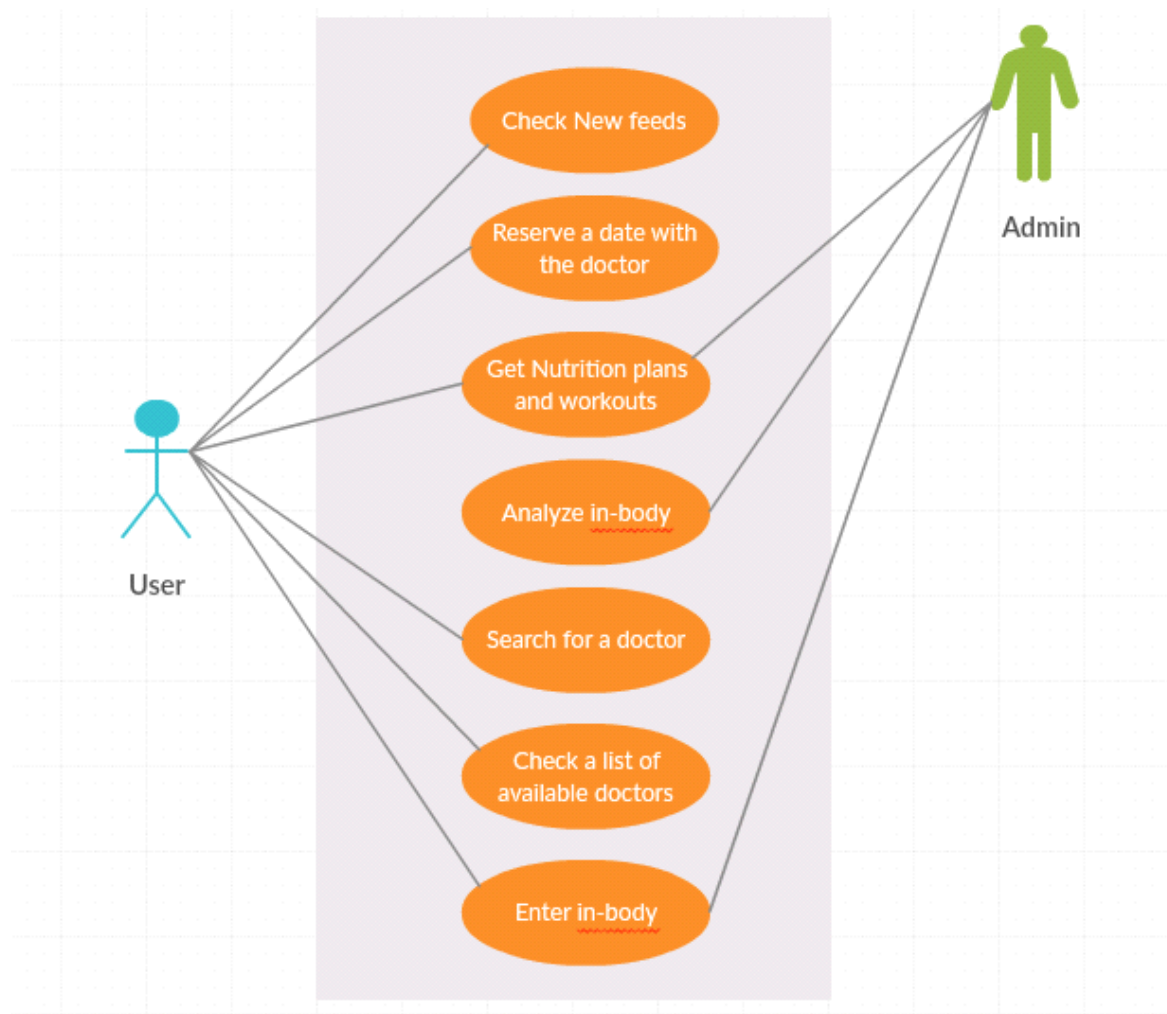 Check New feeds
Reserve a date with
the doctor
Get Nutrition plans
and workouts
Analyze in-body
Search for a doctor
Check a list of
available doctors
Enter in-body
User
Admin